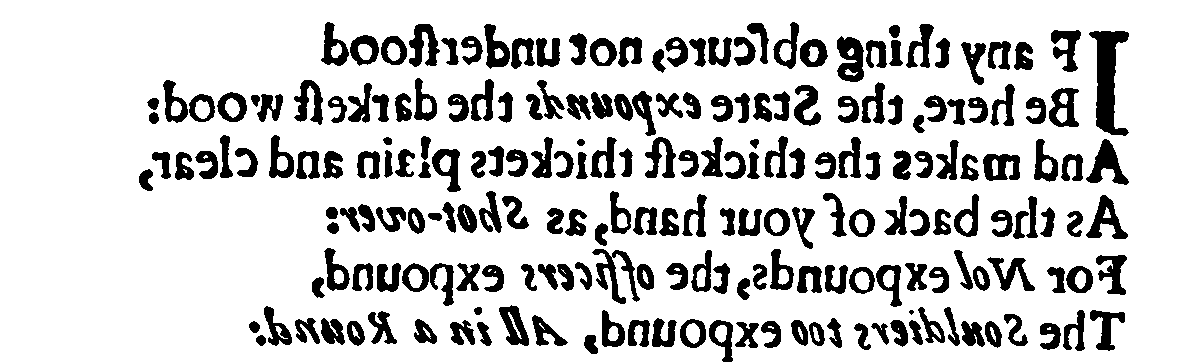 IF any thing obſcure, not underſtood
Be here, the State expounds the darkeſt wood:
And makes the thickeſt thickets plain and clear,
As the back of your hand, as Shot-over:
For Nol expounds, the officers expound,
The Souldiers too expound, All in a Round: